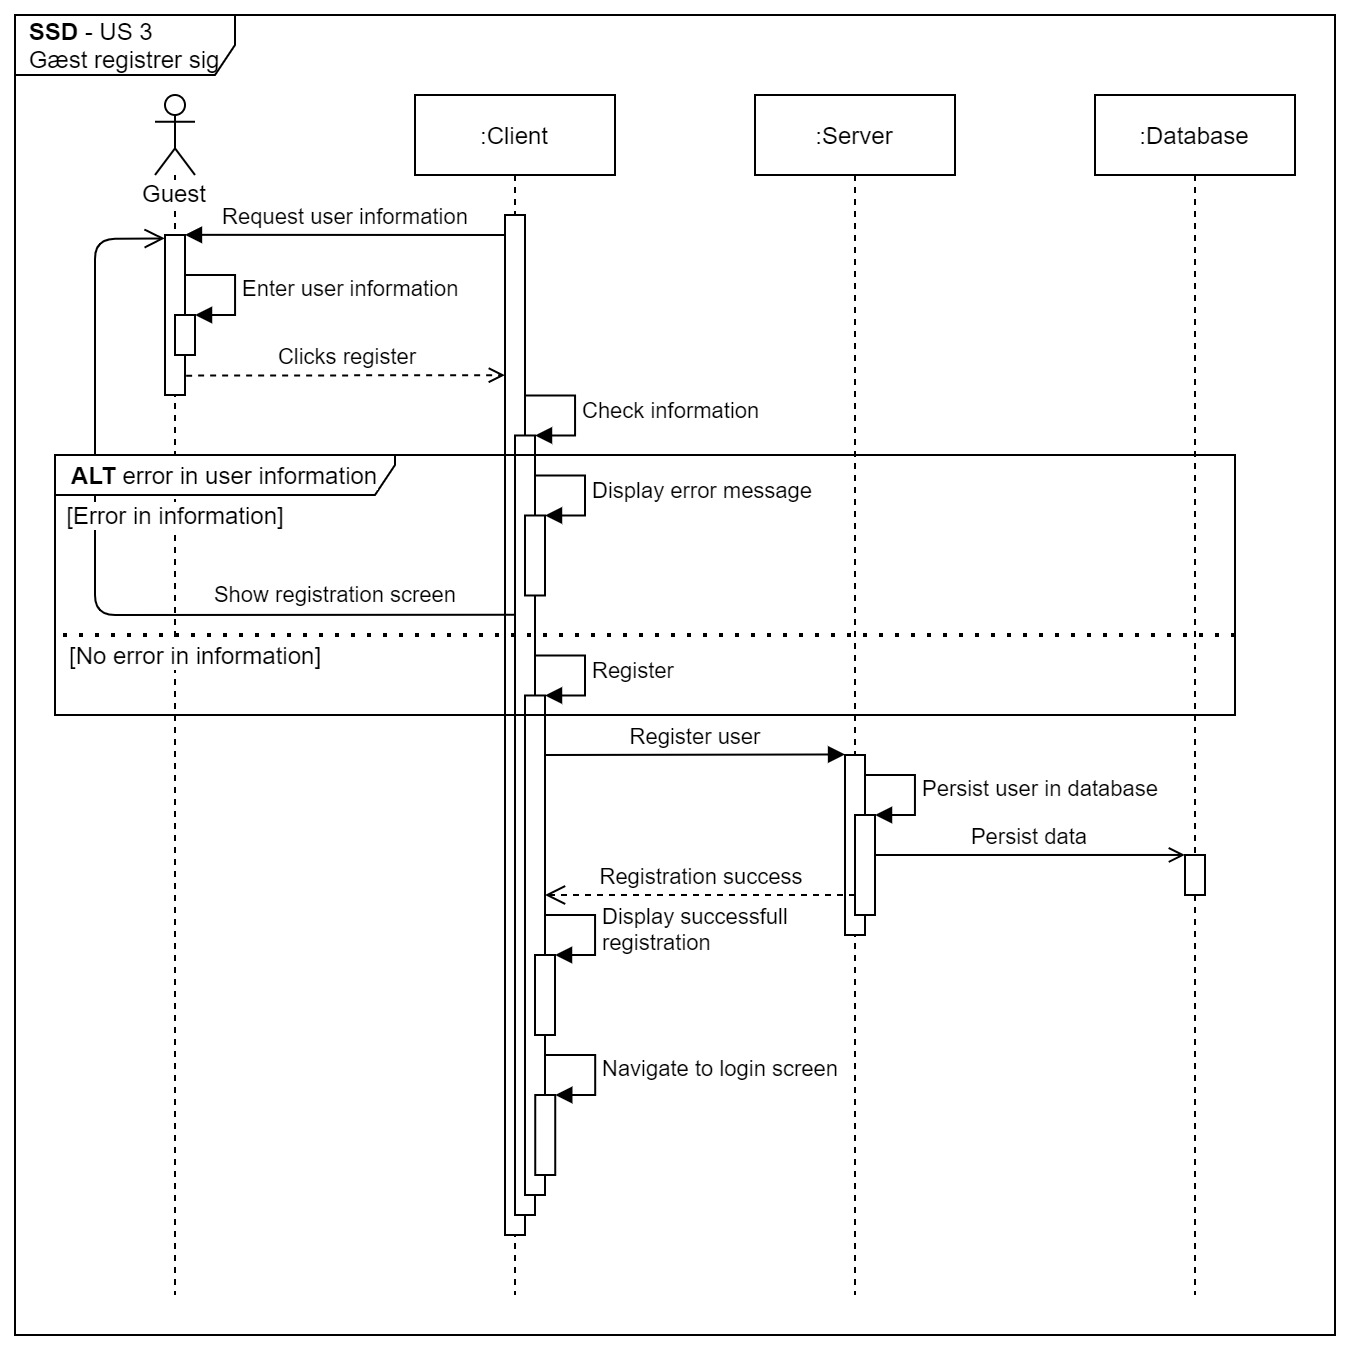 SSD - US 3
Gæst registrer sig
:Client
:Server
:Database
Guest
Request user information
Enter user information
Clicks register
Check information
ALT error in user information
Display error message
[Error in information]
Show registration screen
[No error in information]
Register
Register user
Persist user in database
Persist data
Registration success
Display successfull
registration
Navigate to login screen